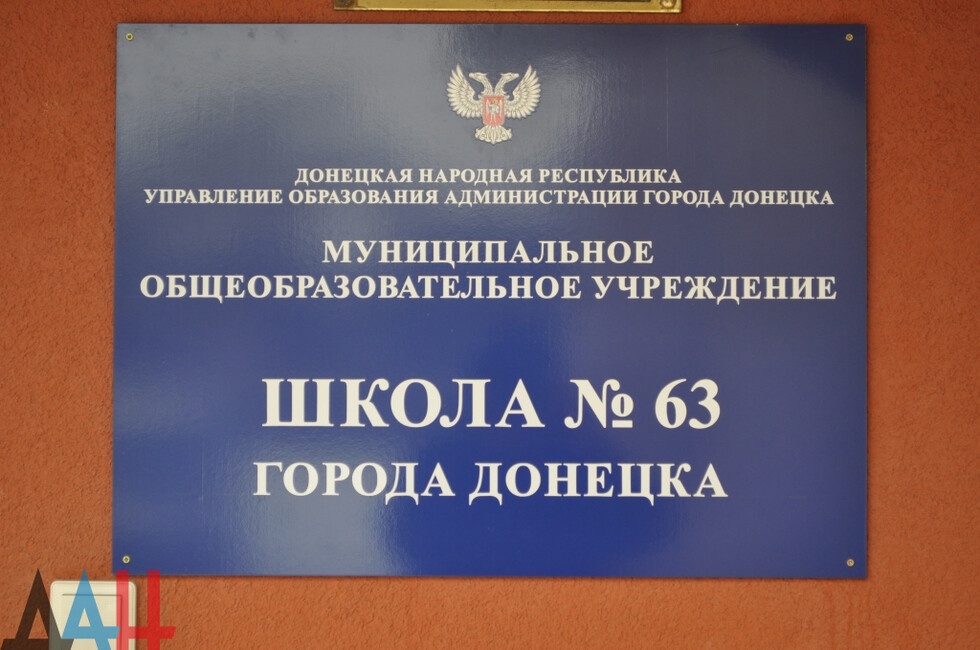 ДОНЕЦКАЯ НАРОДНАЯ РЕСПУБЛИКА
УПРАВЛЕНИЕ ОБРАЗОВАНИЯ АДМИНИСТРАЦИИ ГОРОДА ДОНЕЦКА
МУНИЦИПАЛЬНОЕ
ОБЩЕОБРАЗОВАТЕЛЬНОЕ УЧРЕЖДЕНИЕ
ШКОЛА № 63
ГОРОДА ДОНЕЦКА
ДАН